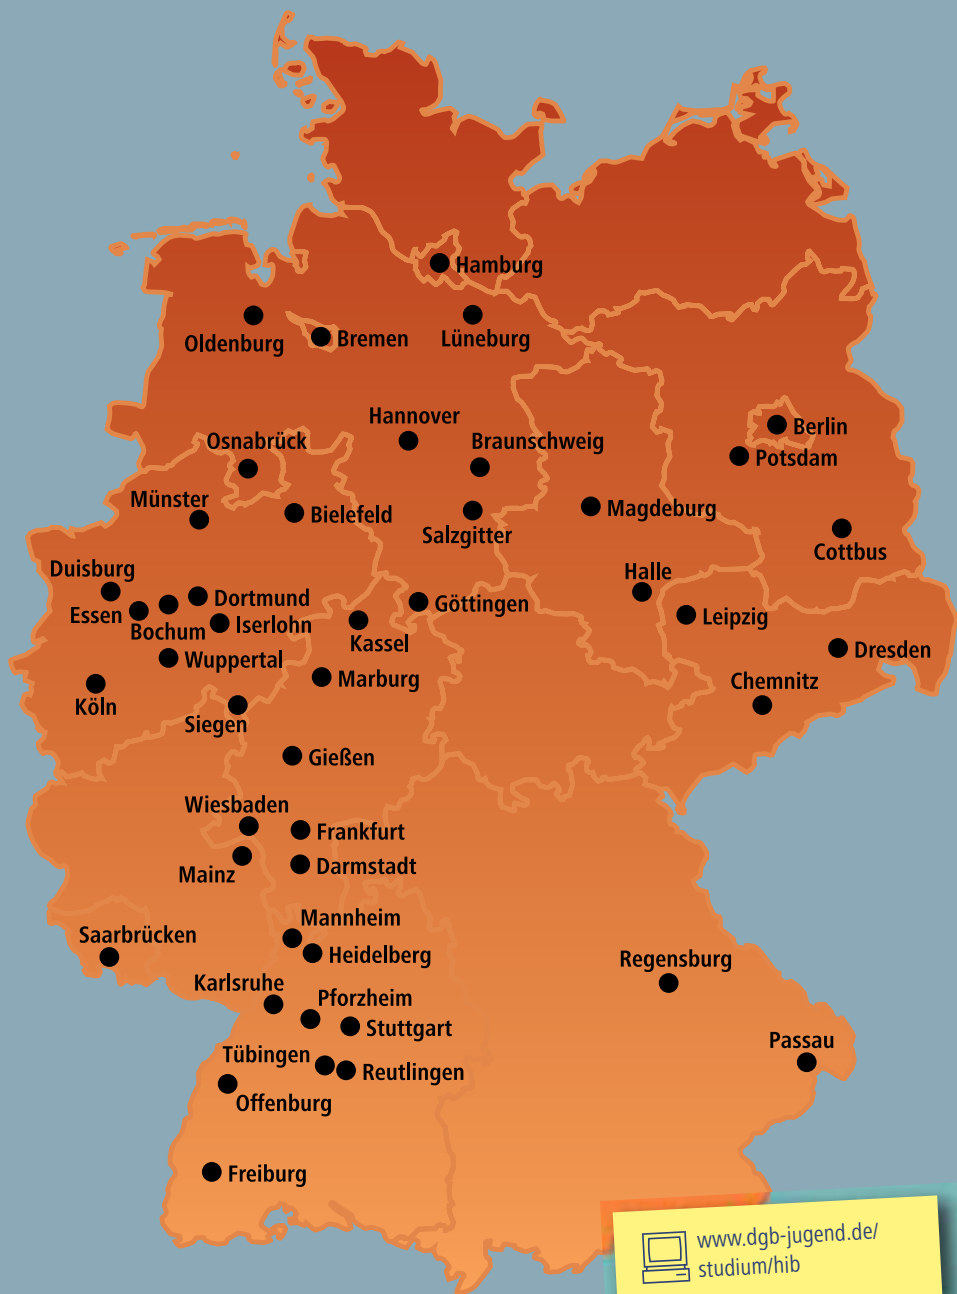 Hamburg
Oldenburg
Bremen
Lüneburg
Hannover
Osnabrück
Braunschweig
Berlin
Potsdam
Münster
Bielefeld
Salzgitter
Magdeburg
Cottbus
Duisburg
Halle
Essen
Dortmund
Göttingen
Leipzig
Bochum
Iserlohn
Kassel
Wuppertal
Dresden
Marburg
Chemnitz
Köln
Siegen
Gießen
Wiesbaden
Frankfurt
Mainz
Darmstadt
Mannheim
Saarbrücken
Heidelberg
Regensburg
Karlsruhe
Pforzheim
Stuttgart
Passau
Tübingen
Reutlingen
Offenburg
Freiburg
www.dgb-jugend.de/
studium/hib